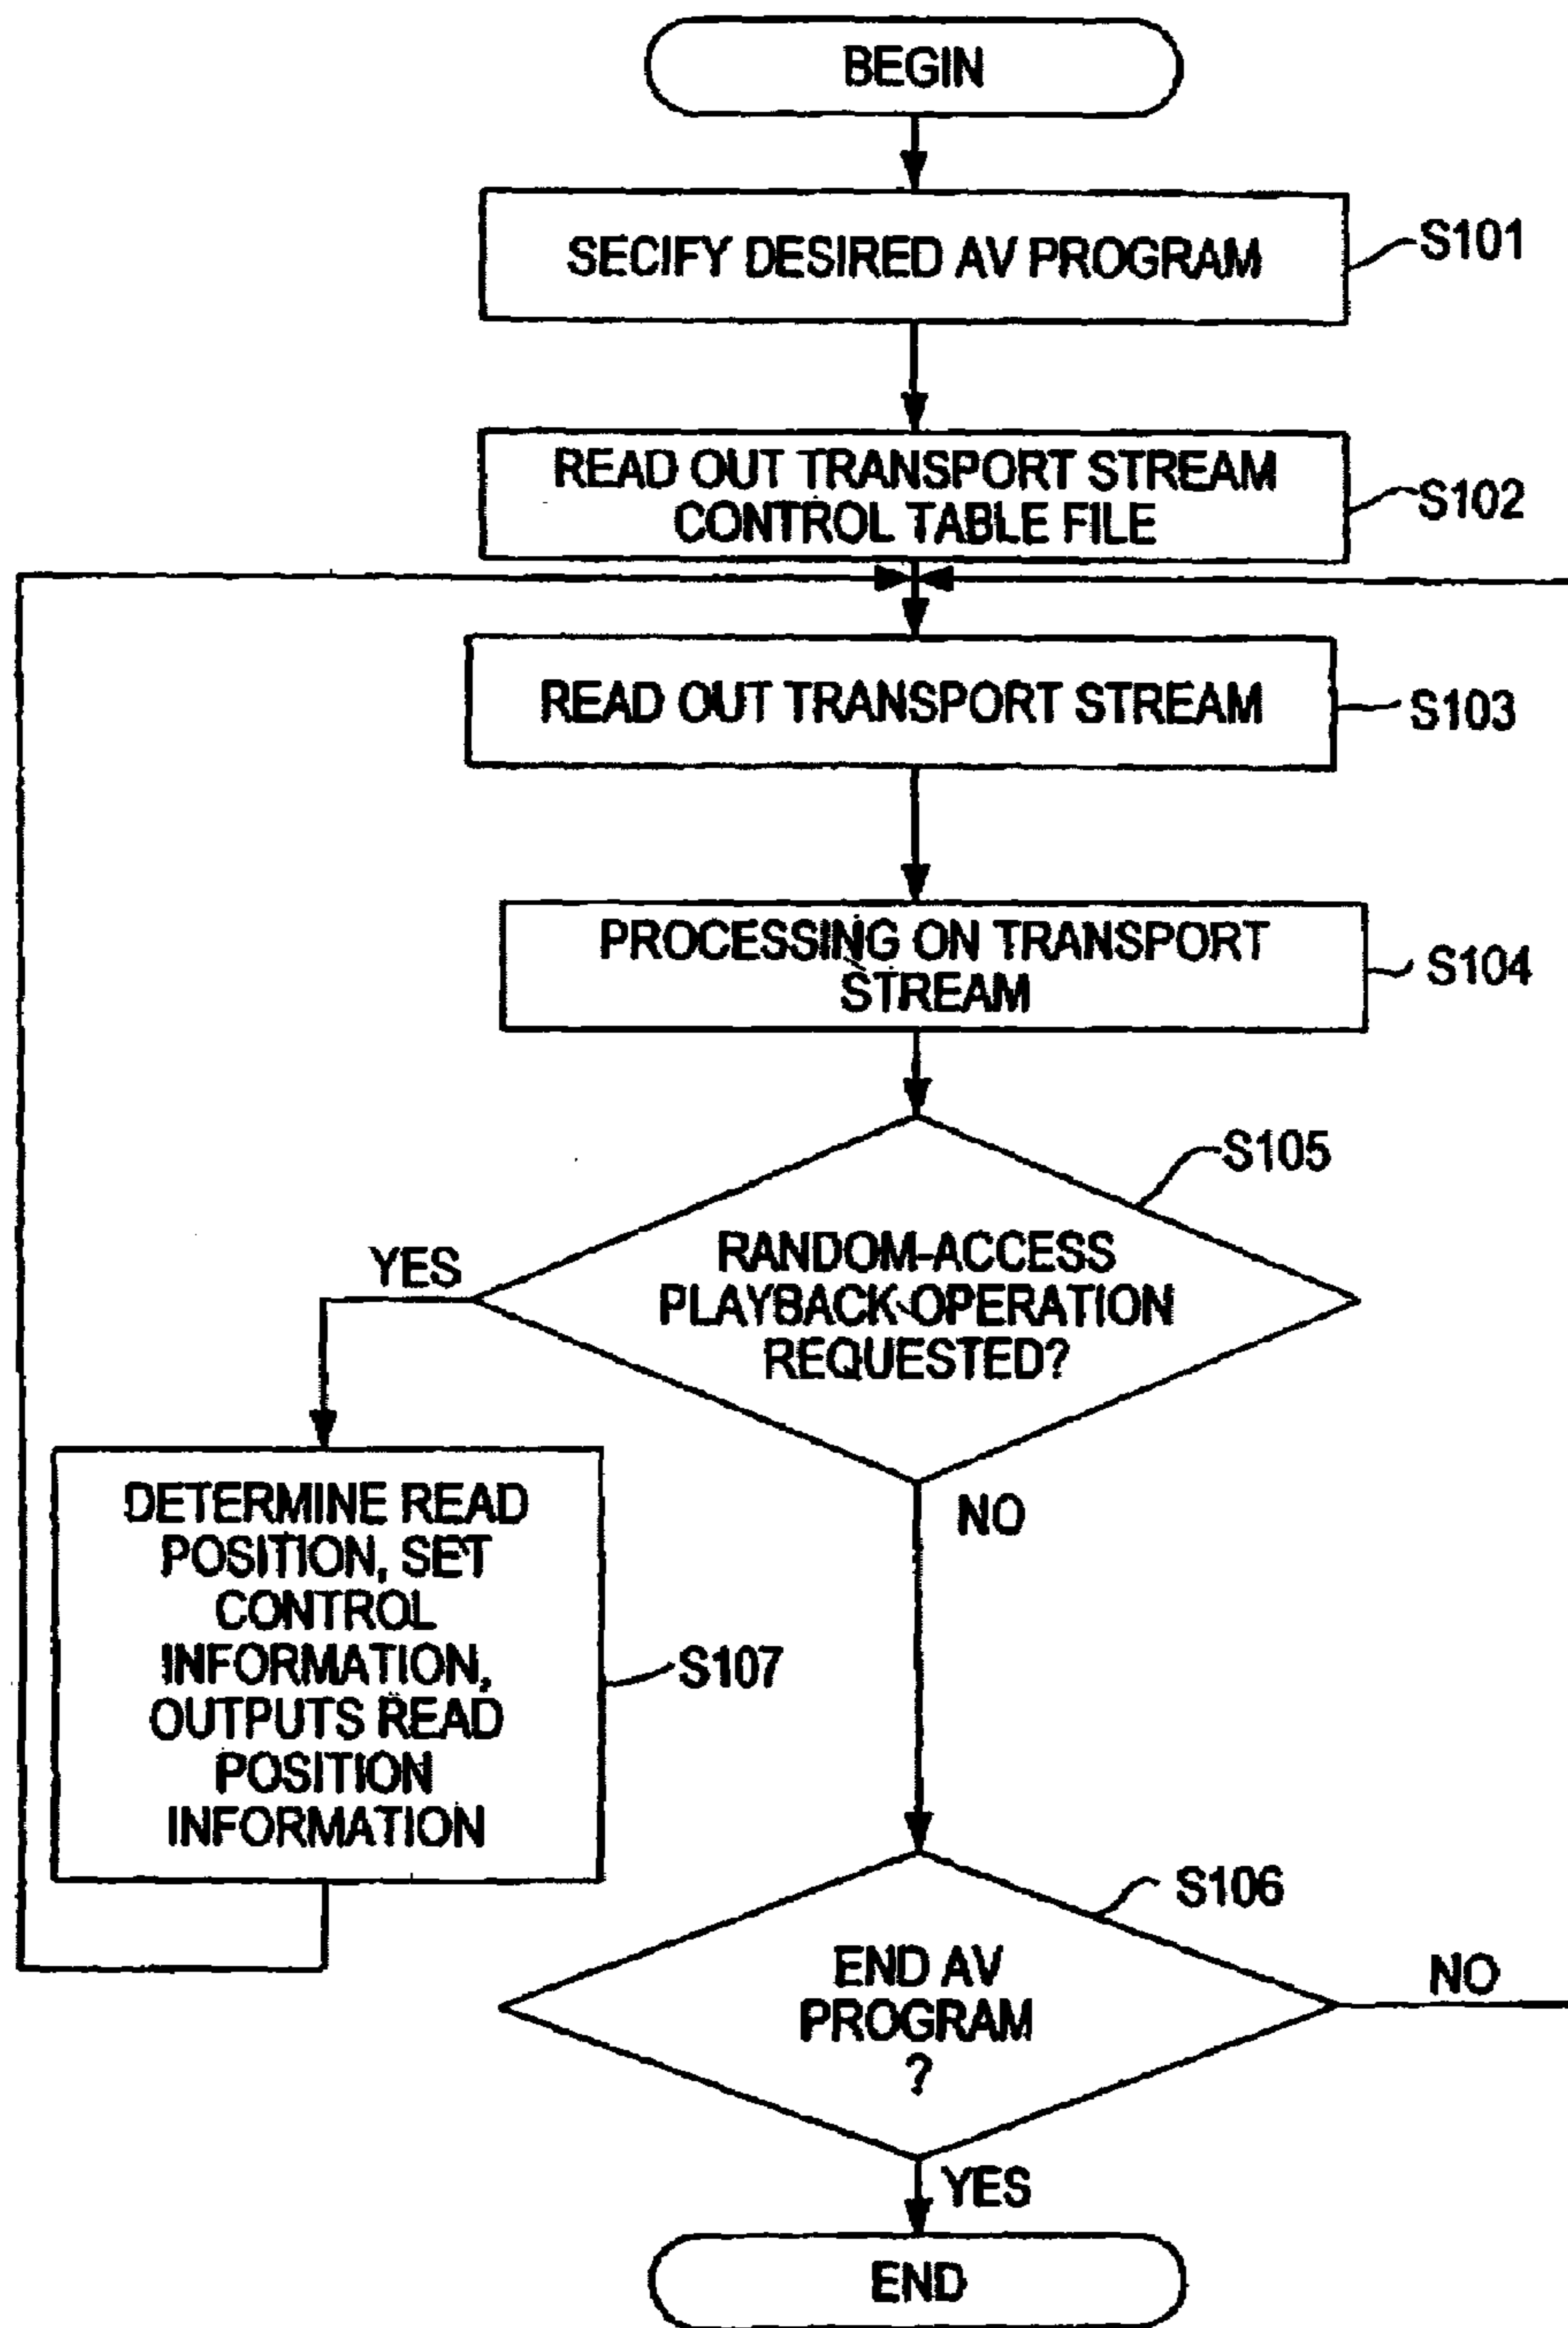 BEGIN
SECIFY DESIRED AV PROGRAM
S101
READ OUT TRANSPORT STREAM
CONTROL TABLE FILE
S102
READ OUT TRANSPORT STREAM
S103
PROCESSING ON TRANSPORT
STREAM
S104
S105
RANDOM-ACCESS
PLAYBACK OPERATION
REQUESTED?
YES
NO
DETERMINE READ
POSITION, SET
CONTROL
INFORMATION,
OUTPUTS READ
POSITION
INFORMATION
S107
S106
END AV
PROGRAM
?
NO
YES
END